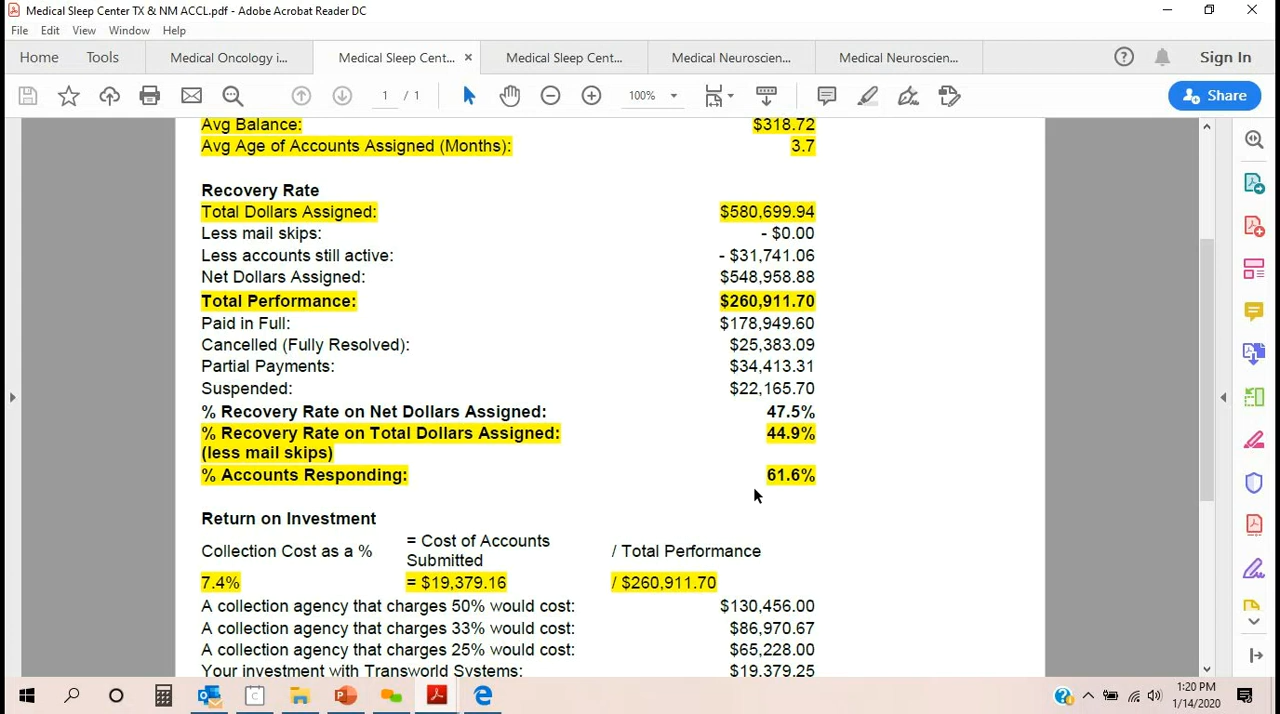 Medical Sleep Center TX & NM ACCL.pdf - Adobe Acrobat Reader DC
File Edit View Window Help
Home Tools Medical Oncology i... Medical Sleep Cent... × Medical Sleep Cent... Medical Neuroscien... Medical Neuroscien... Sign In
1 / 1 100% Share
Avg Balance: $318.72
Avg Age of Accounts Assigned (Months): 3.7
Recovery Rate
Total Dollars Assigned: $580,699.94
Less mail skips: - $0.00
Less accounts still active: - $31,741.06
Net Dollars Assigned: $548,958.88
Total Performance: $260,911.70
Paid in Full: $178,949.60
Cancelled (Fully Resolved): $25,383.09
Partial Payments: $34,413.31
Suspended: $22,165.70
% Recovery Rate on Net Dollars Assigned: 47.5%
% Recovery Rate on Total Dollars Assigned: 44.9%
(less mail skips)
% Accounts Responding: 61.6%
Return on Investment
Collection Cost as a % = Cost of Accounts Submitted / Total Performance
7.4% = $19,379.16 / $260,911.70
A collection agency that charges 50% would cost: $130,456.00
A collection agency that charges 33% would cost: $86,970.67
A collection agency that charges 25% would cost: $65,228.00
Your investment with Transworld Systems: $19,379.25
1:20 PM
1/14/2020